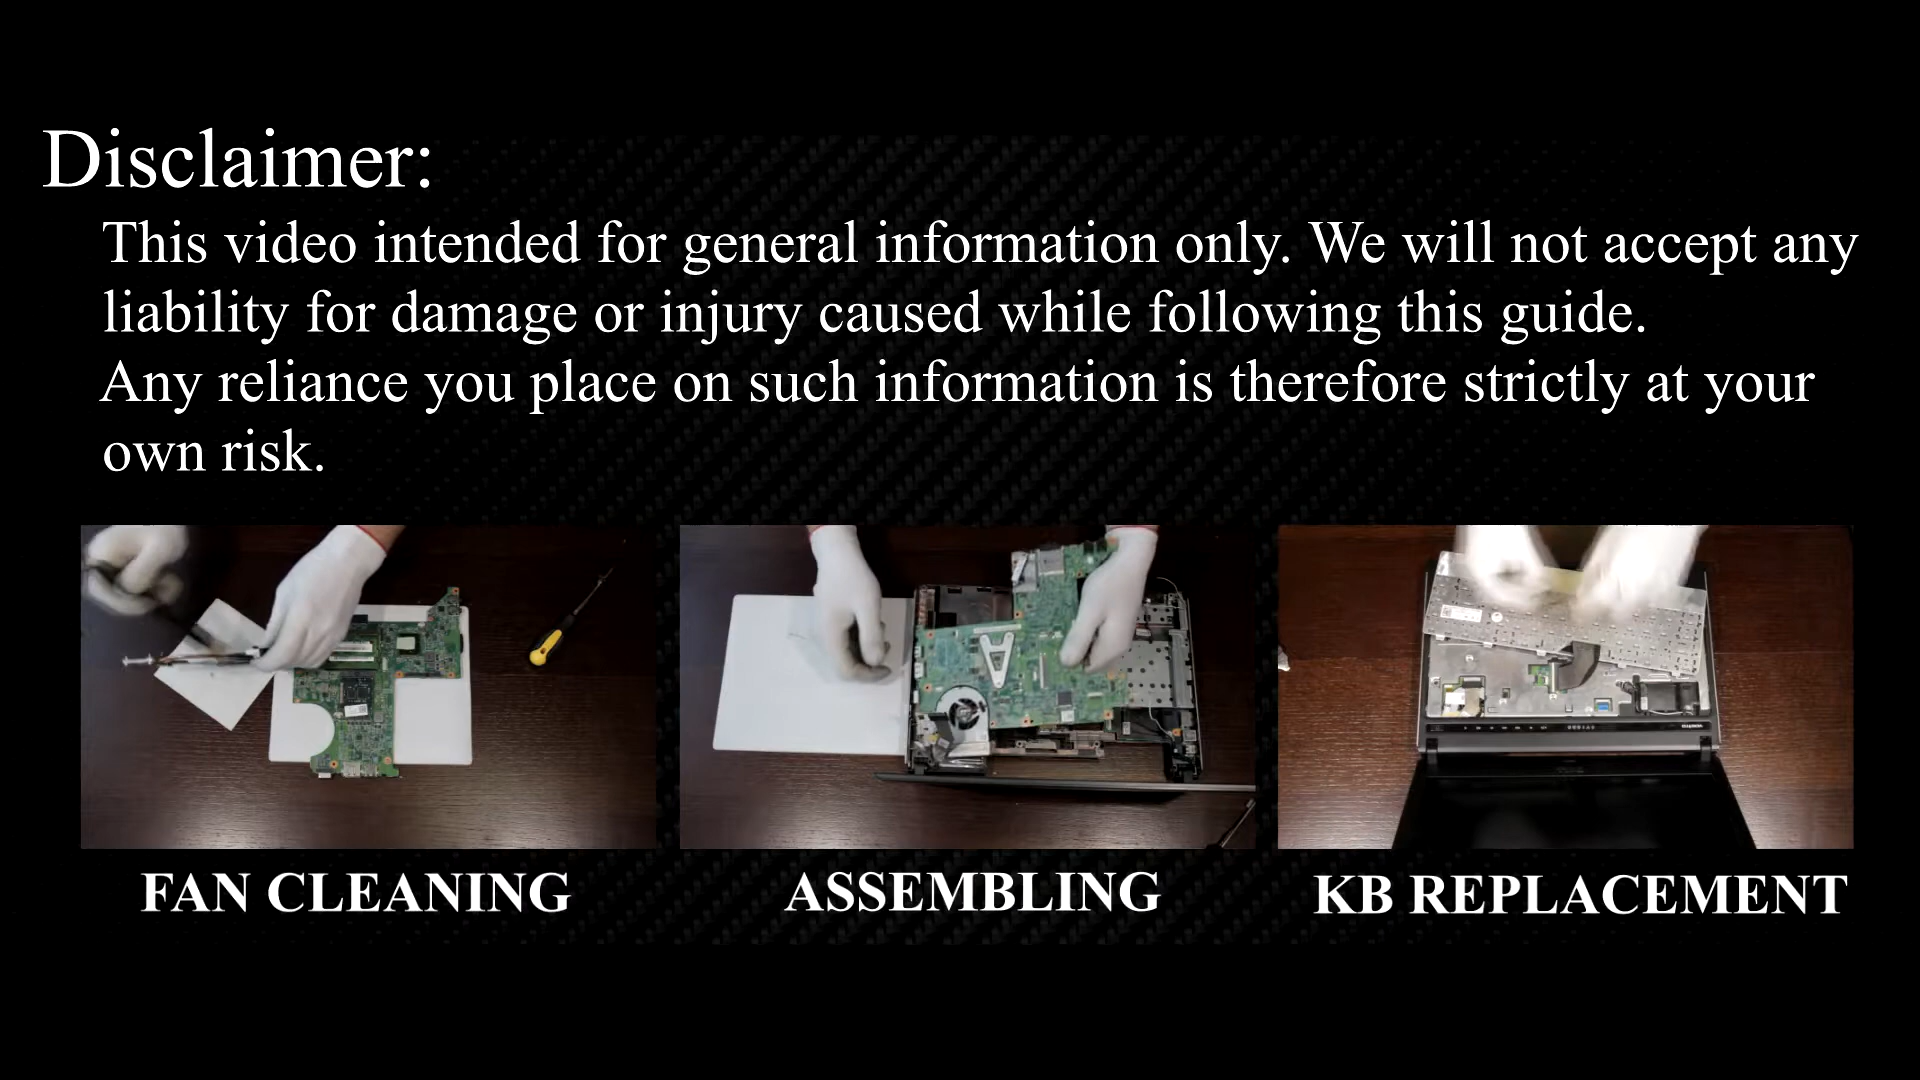 Disclaimer:
This video intended for general information only. We will not accept any
liability for damage or injury caused while following this guide.
Any reliance you place on such information is therefore strictly at your
own risk.
FAN CLEANING
ASSEMBLING
KB REPLACEMENT